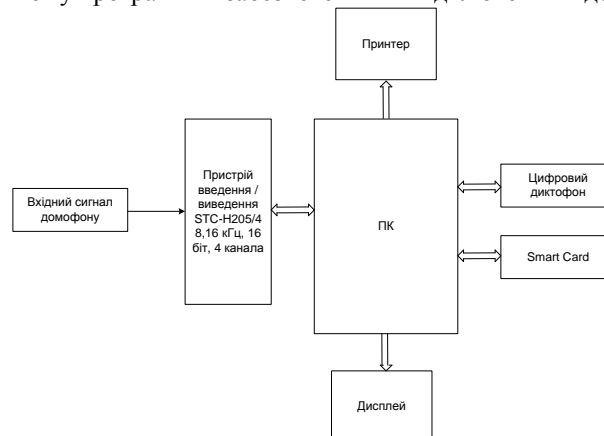 Принтер
Пристрій
введення /
виведення
STC-H205/4
8,16 кГц, 16
біт, 4 канала
Вхідний сигнал
домофону
ПК
Цифровий
диктофон
Smart Card
Дисплей